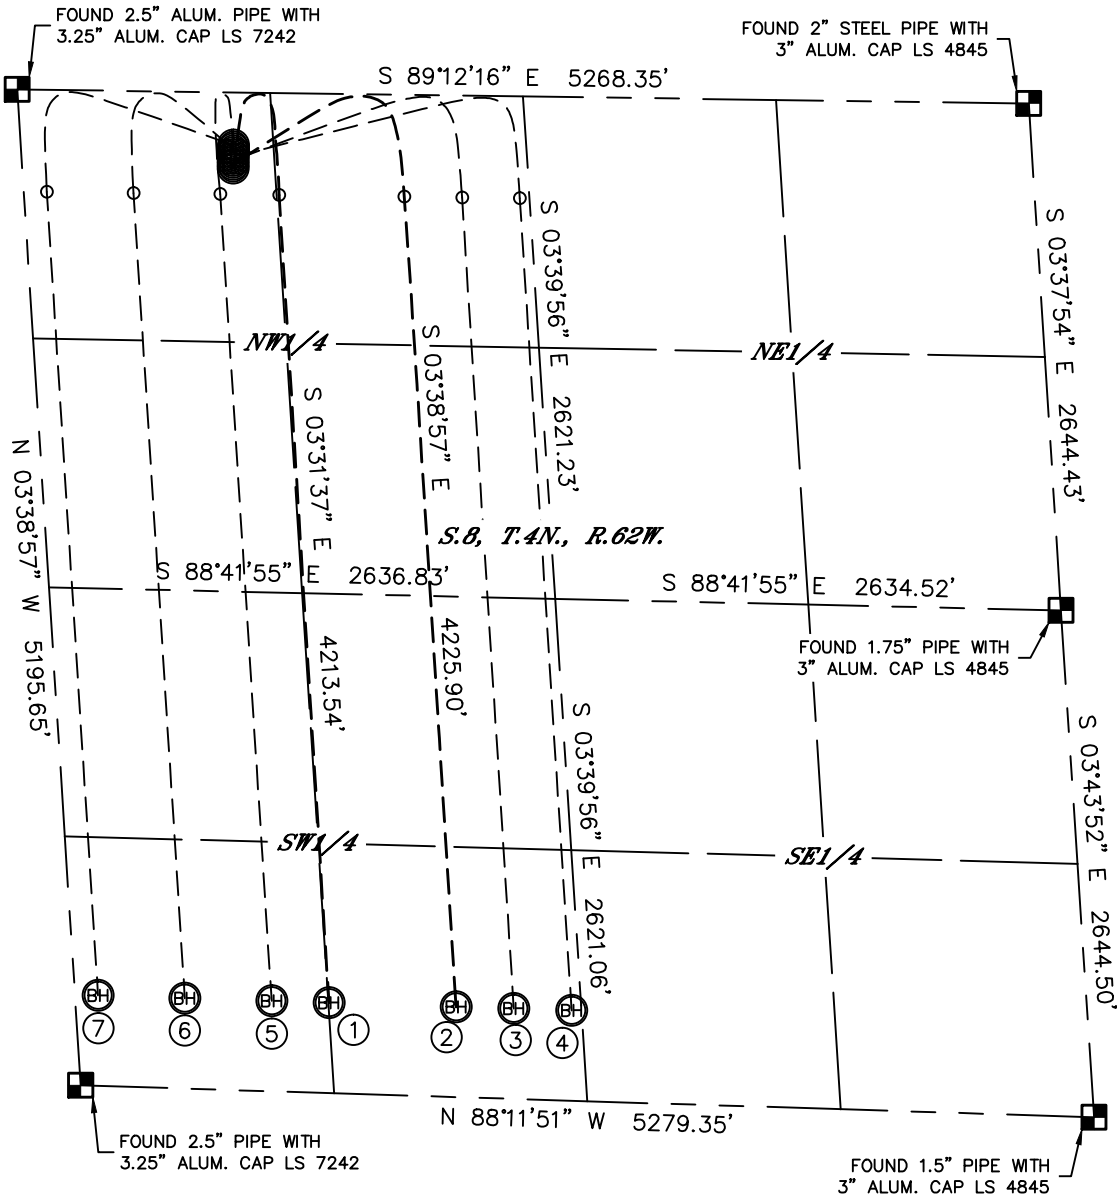 FOUND 2.5" ALUM. PIPE WITH
3.25" ALUM. CAP LS 7242
FOUND 2" STEEL PIPE WITH
3" ALUM. CAP LS 4845
S 89°12'16" E 5268.35'
S 03°39'56" E 2621.23'
S 03°37'54" E 2644.43'
NW1/4
NE1/4
S 03°38'57" E
4225.90'
S 03°31'37" E
4213.54'
N 03°38'57" W 5195.65'
S.8, T.4N., R.62W.
S 88°41'55" E 2636.83'
S 88°41'55" E 2634.52'
FOUND 1.75" PIPE WITH
3" ALUM. CAP LS 4845
S 03°39'56" E 2621.06'
S 03°43'52" E 2644.50'
SW1/4
SE1/4
BH
BH
BH
BH
BH
BH
BH
7
6
5
1
2
3
4
N 88°11'51" W 5279.35'
FOUND 2.5" PIPE WITH
3.25" ALUM. CAP LS 7242
FOUND 1.5" PIPE WITH
3" ALUM. CAP LS 4845